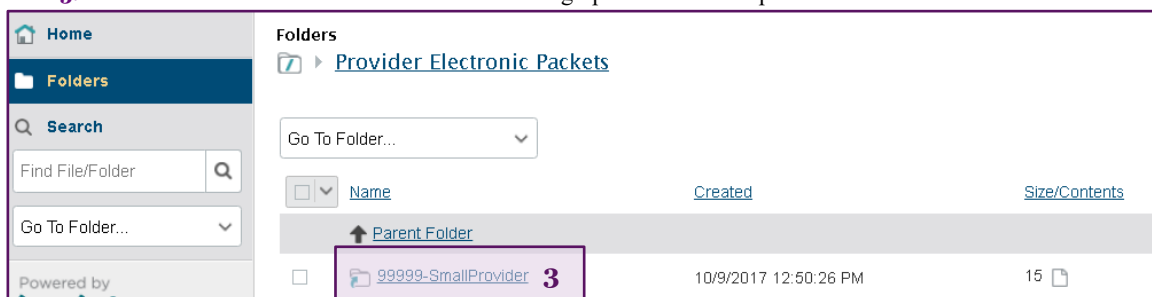 Home
Folders
Search
Find File/Folder
Go To Folder...
Powered by
Folders
Provider Electronic Packets
Go To Folder...
Name Created Size/Contents
Parent Folder
99999-SmallProvider 3 10/9/2017 12:50:26 PM 15